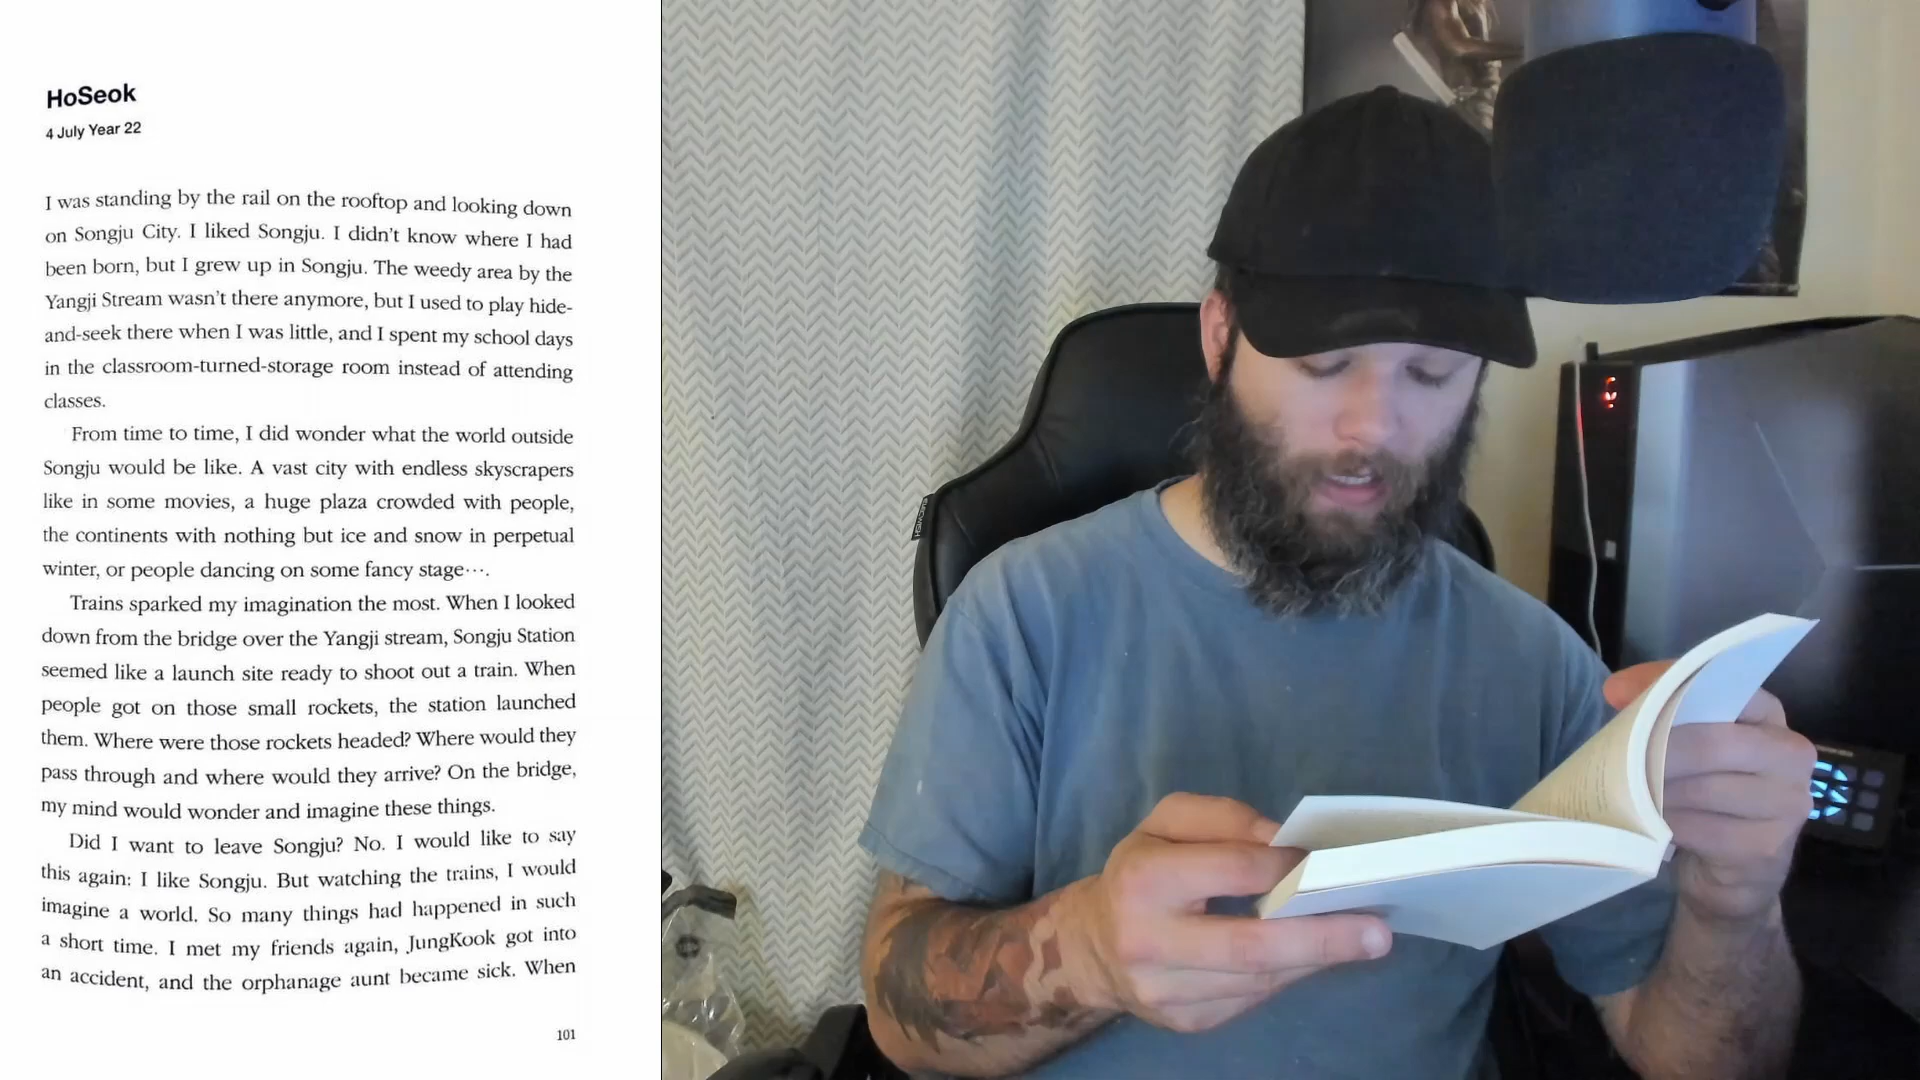 HoSeok
4 July Year 22
I was standing by the rail on the rooftop and looking down
on Songju City. I liked Songju. I didn't know where I had
been born, but I grew up in Songju. The weedy area by the
Yangji Stream wasn't there anymore, but I used to play hide-
and-seek there when I was little, and I spent my school days
in the classroom-turned-storage room instead of attending
classes.
From time to time, I did wonder what the world outside
Songju would be like. A vast city with endless skyscrapers
like in some movies, a huge plaza crowded with people,
the continents with nothing but ice and snow in perpetual
winter, or people dancing on some fancy stage….
Trains sparked my imagination the most. When I looked
down from the bridge over the Yangji stream, Songju Station
seemed like a launch site ready to shoot out a train. When
people got on those small rockets, the station launched
them. Where were those rockets headed? Where would they
pass through and where would they arrive? On the bridge,
my mind would wonder and imagine these things.
Did I want to leave Songju? No. I would like to say
this again: I like Songju. But watching the trains, I would
imagine a world. So many things had happened in such
a short time. I met my friends again, JungKook got into
an accident, and the orphanage aunt became sick. When
101